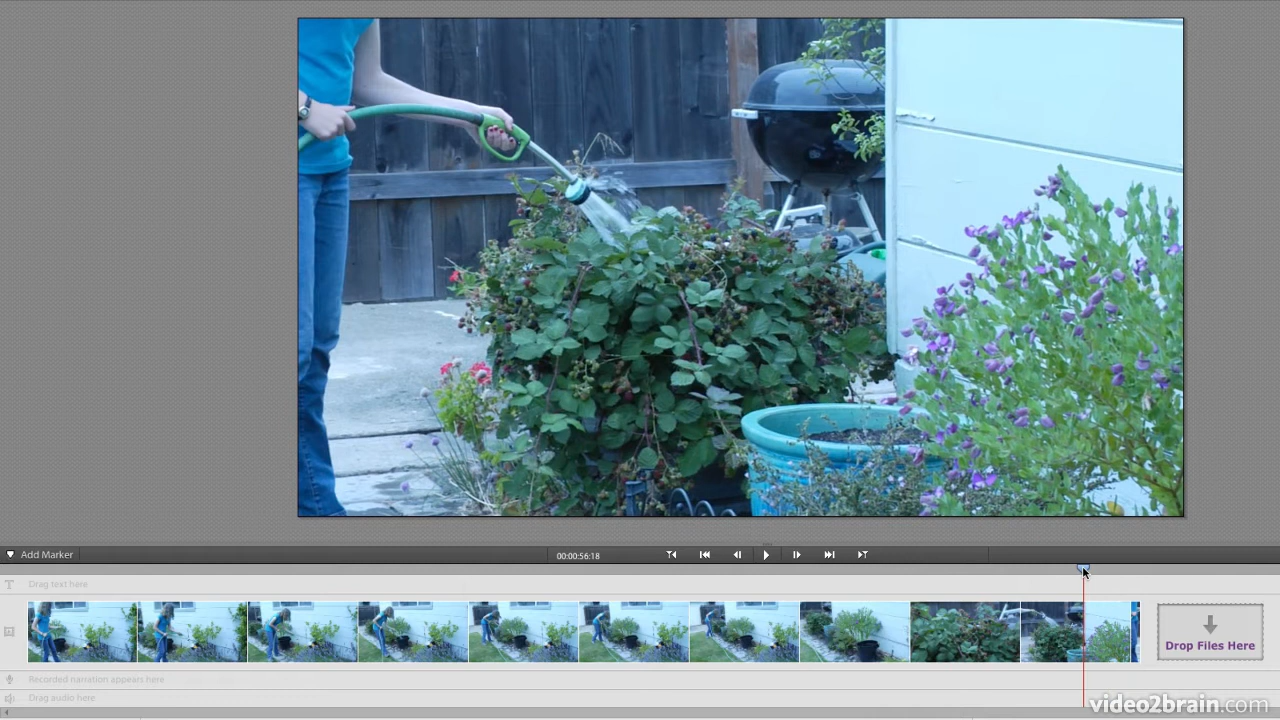 Add Marker
00:00:56:18
Drag text here
Drop Files Here
Recorded narration appears here
Drag audio here
video2brain.com